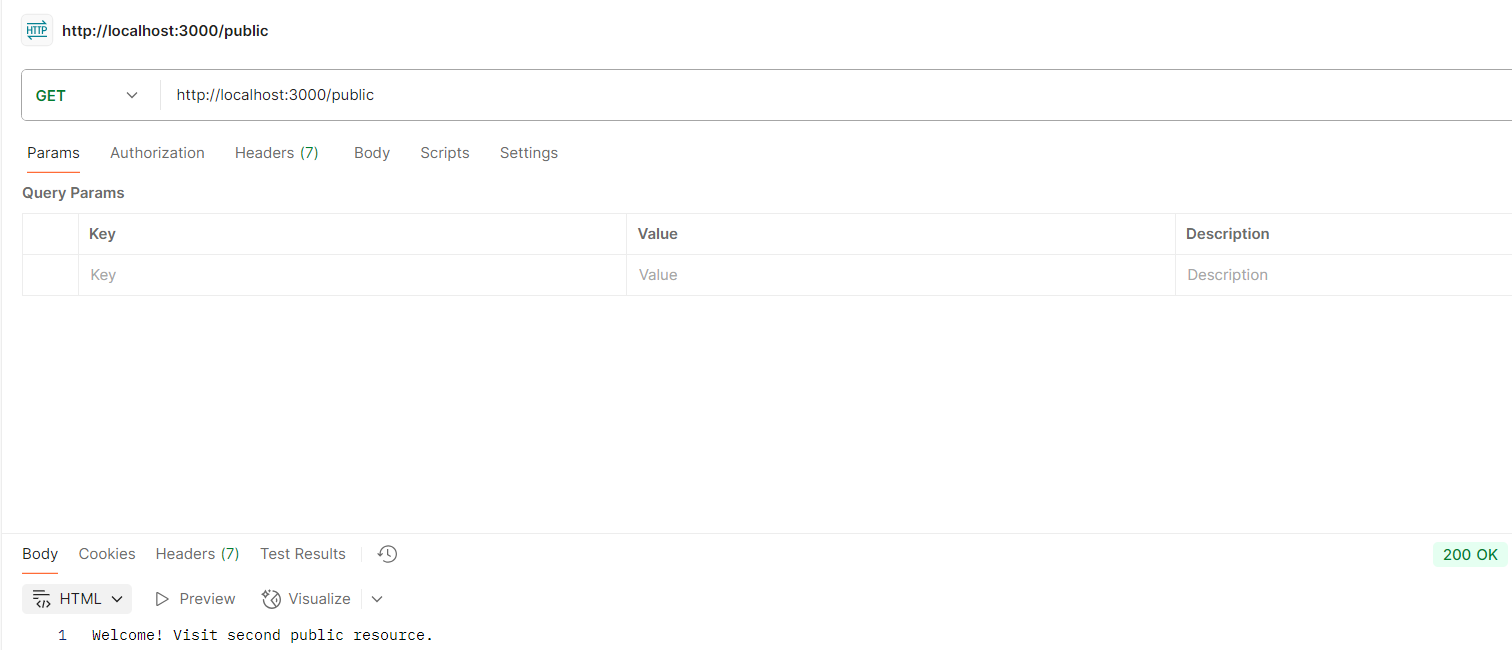 HTTP http://localhost:3000/public
GET http://localhost:3000/public
Params Authorization Headers (7) Body Scripts Settings
Query Params
Key Value Description
Key Value Description
Body Cookies Headers (7) Test Results 200 OK
HTML Preview Visualize
1 Welcome! Visit second public resource.